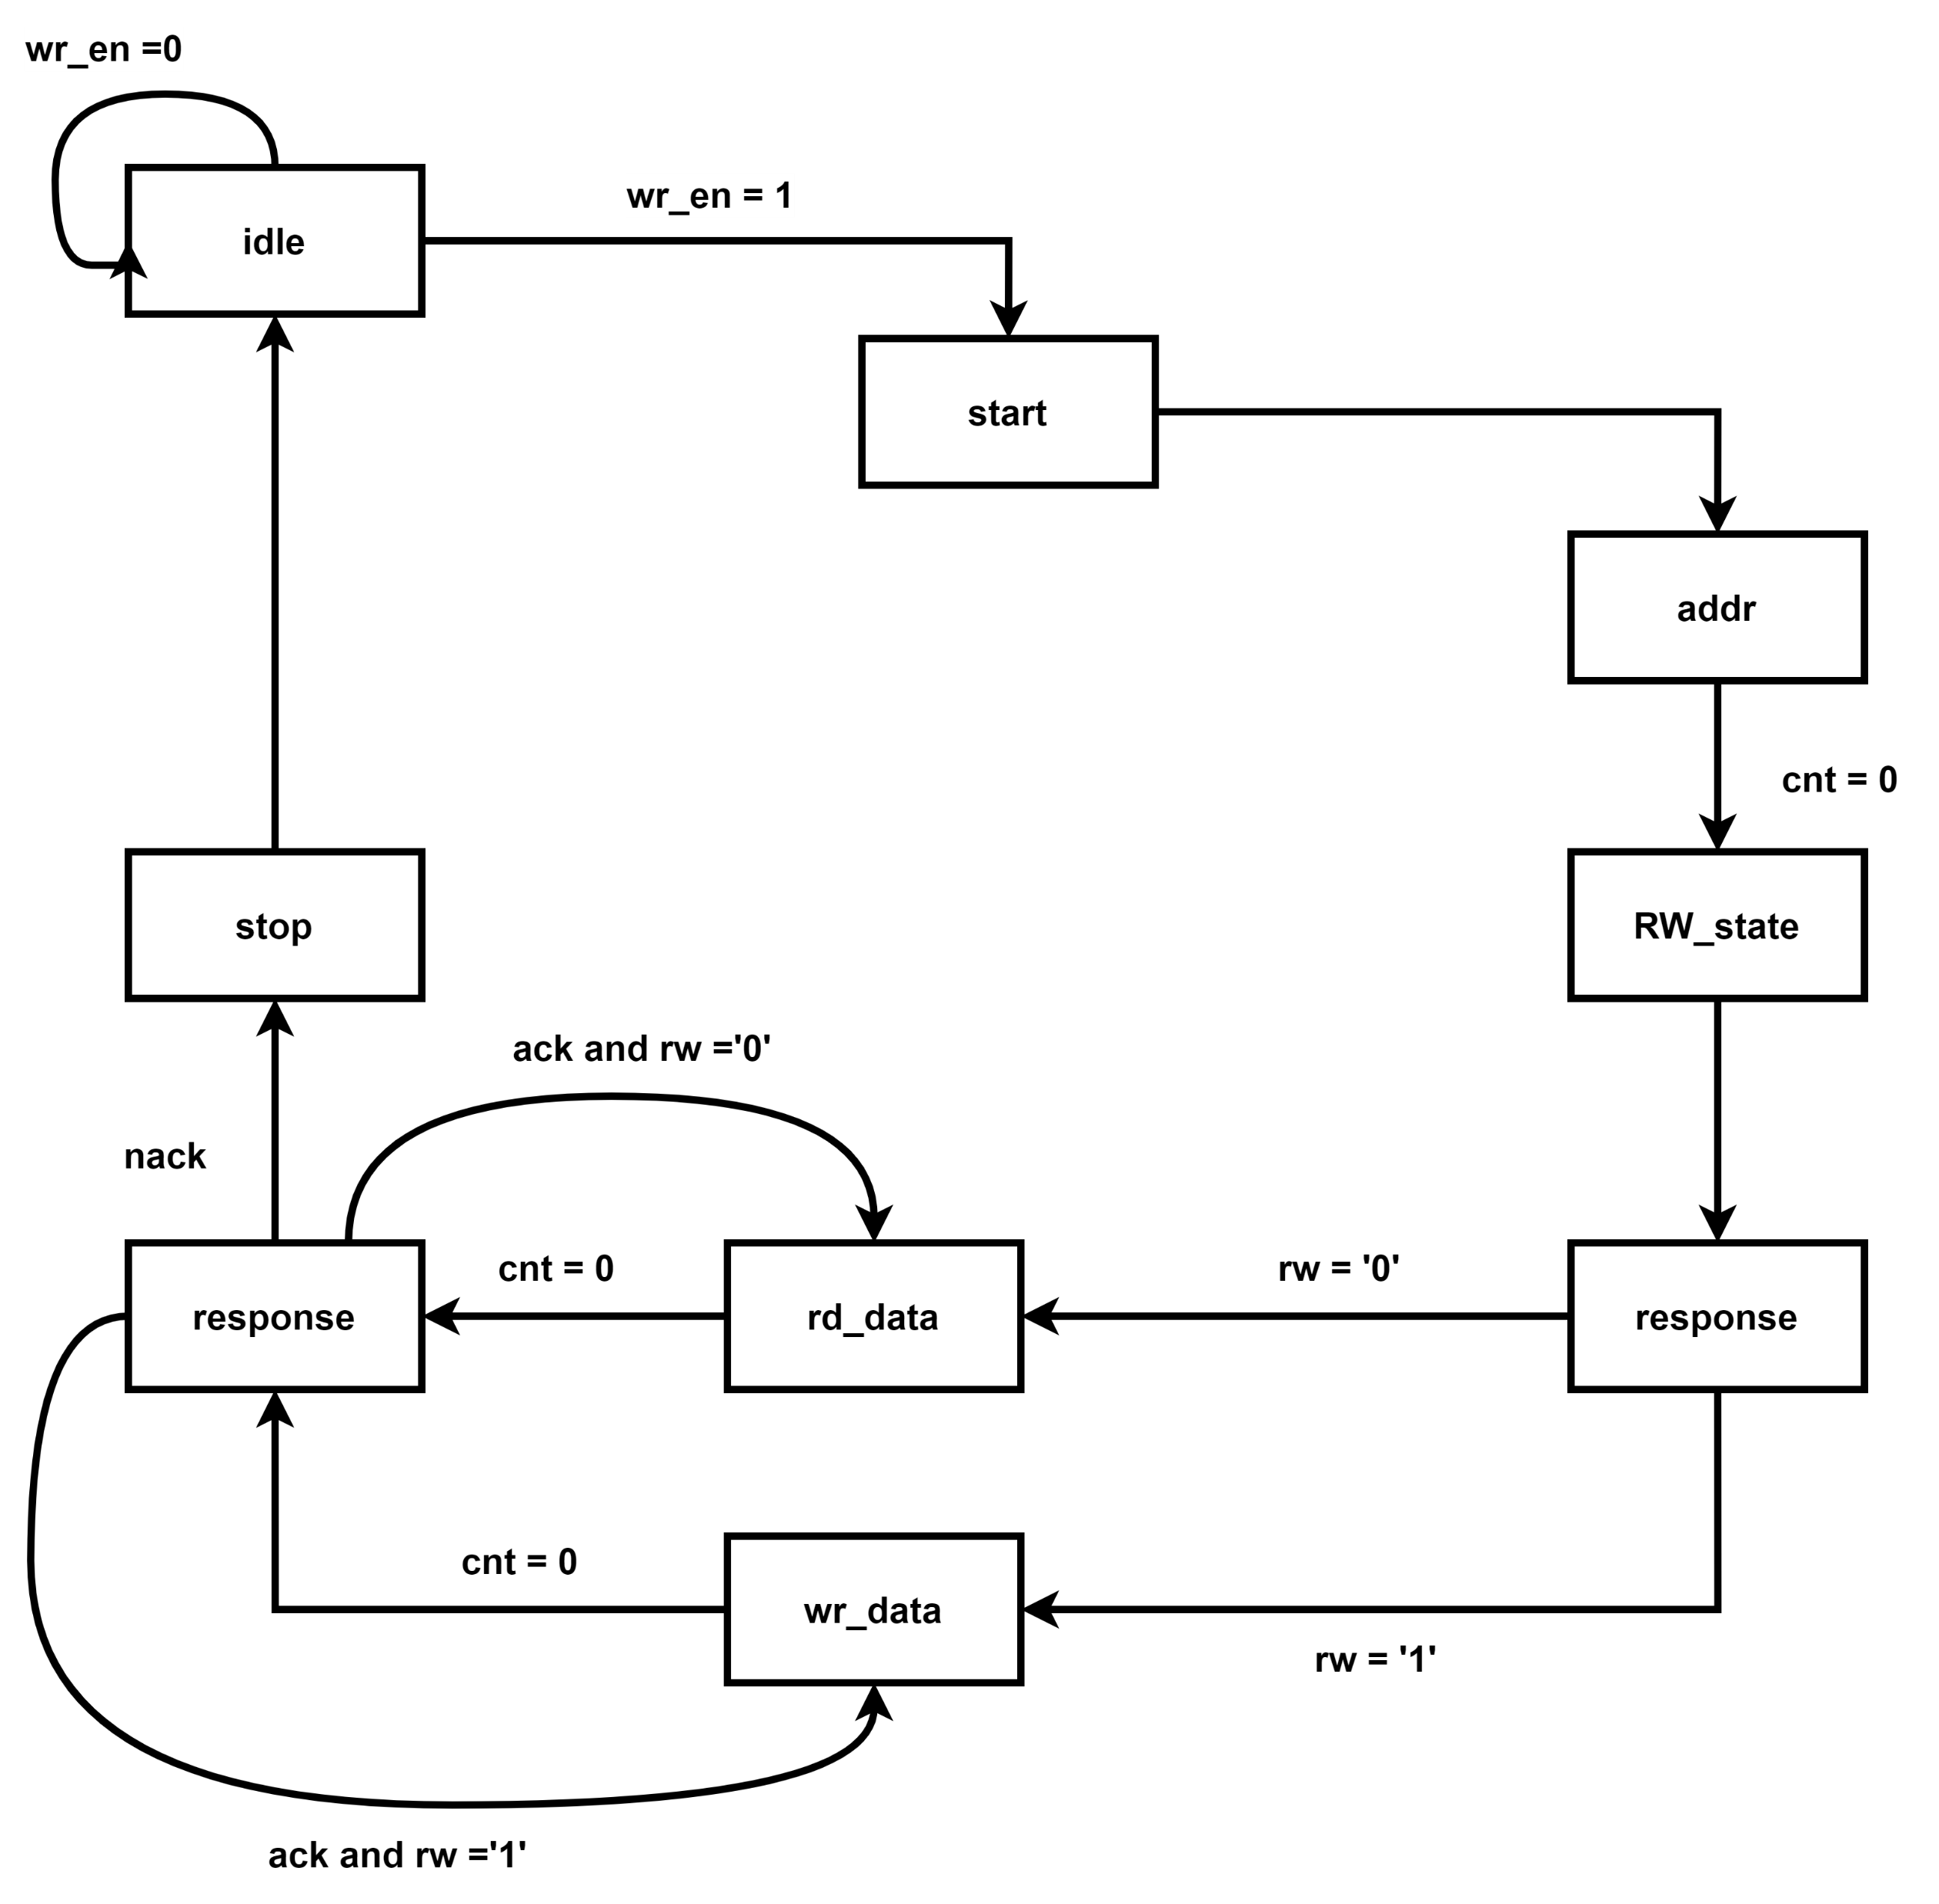 wr_en =0
wr_en = 1
idle
start
addr
cnt = 0
stop
RW_state
ack and rw ='0'
nack
cnt = 0
rw = '0'
response
rd_data
response
cnt = 0
wr_data
rw = '1'
ack and rw ='1'